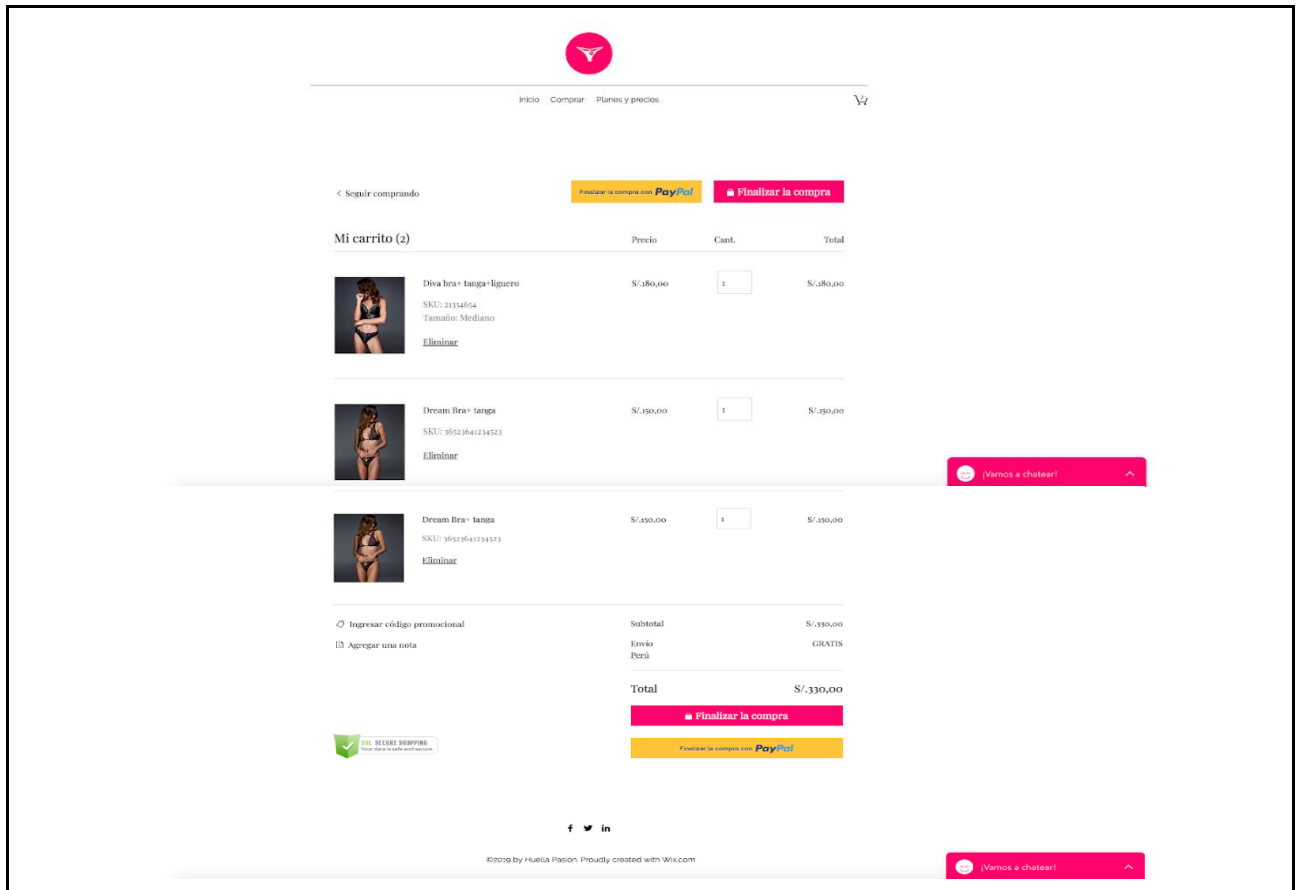 Inicio Comprar Planes y precios 2
< Seguir comprando
Finalizar la compra con PayPal
Finalizar la compra
Mi carrito (2) Precio Cant. Total
Diva bra+ tanga+liguero S/.180,00 1 S/.180,00
SKU: 21354654
Tamaño: Mediano
Eliminar
Dream Bra+ tanga S/.150,00 1 S/.150,00
SKU: 36523641234523
Eliminar
¡Vamos a chatear!
Dream Bra+ tanga S/.150,00 1 S/.150,00
SKU: 36523641234523
Eliminar
Ingresar código promocional Subtotal S/.330,00
Agregar una nota Envío GRATIS
Perú
Total S/.330,00
Finalizar la compra
SSL SECURE SHOPPING
Your data is safe and secure.
Finalizar la compra con PayPal
f in
©2019 by Huella Pasión. Proudly created with Wix.com
¡Vamos a chatear!